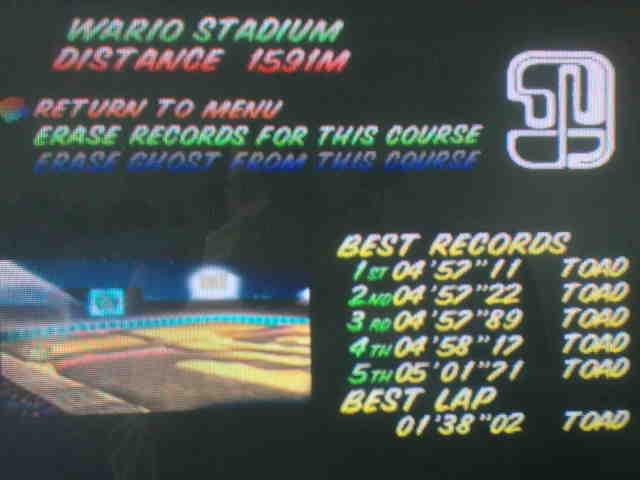 WARIO STADIUM
DISTANCE 1591M
RETURN TO MENU
ERASE RECORDS FOR THIS COURSE
ERASE GHOST FROM THIS COURSE
BEST RECORDS
1ST 04'57"11 TOAD
2ND 04'57"22 TOAD
3RD 04'57"89 TOAD
4TH 04'58"17 TOAD
5TH 05'01"71 TOAD
BEST LAP
01'38"02 TOAD